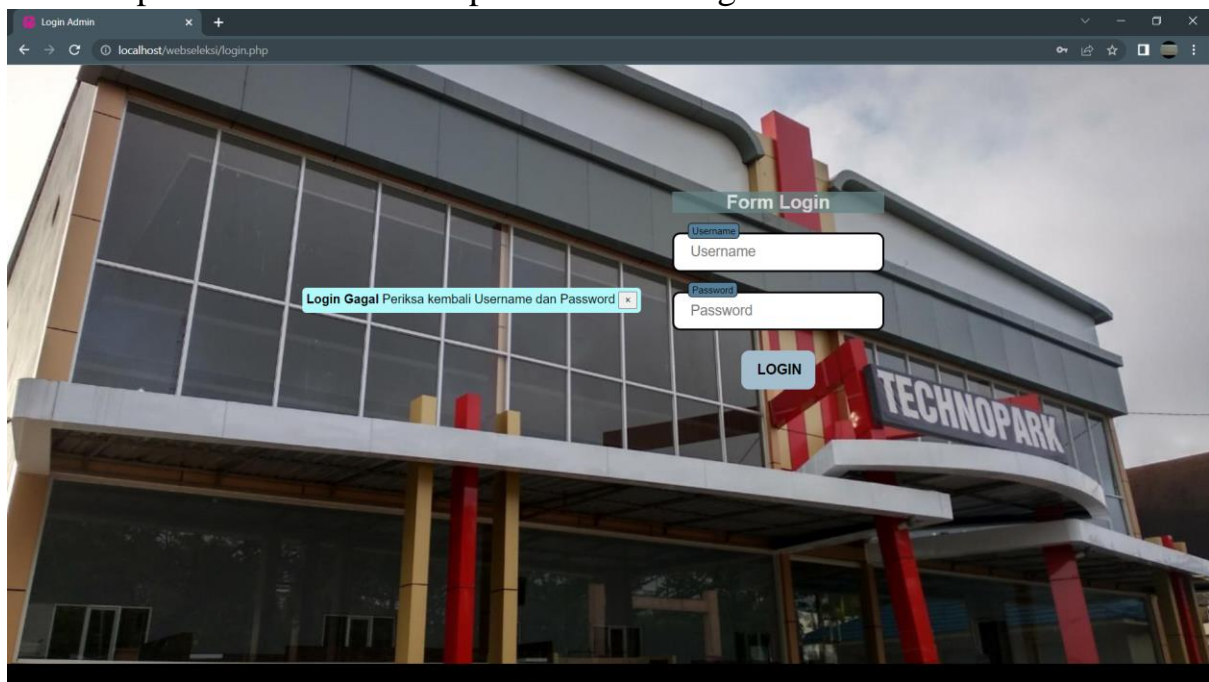 Login Admin
localhost/webseleksi/login.php
Form Login
Username
Username
Login Gagal Periksa kembali Username dan Password ×
Password
Password
LOGIN
TECHNOPARK